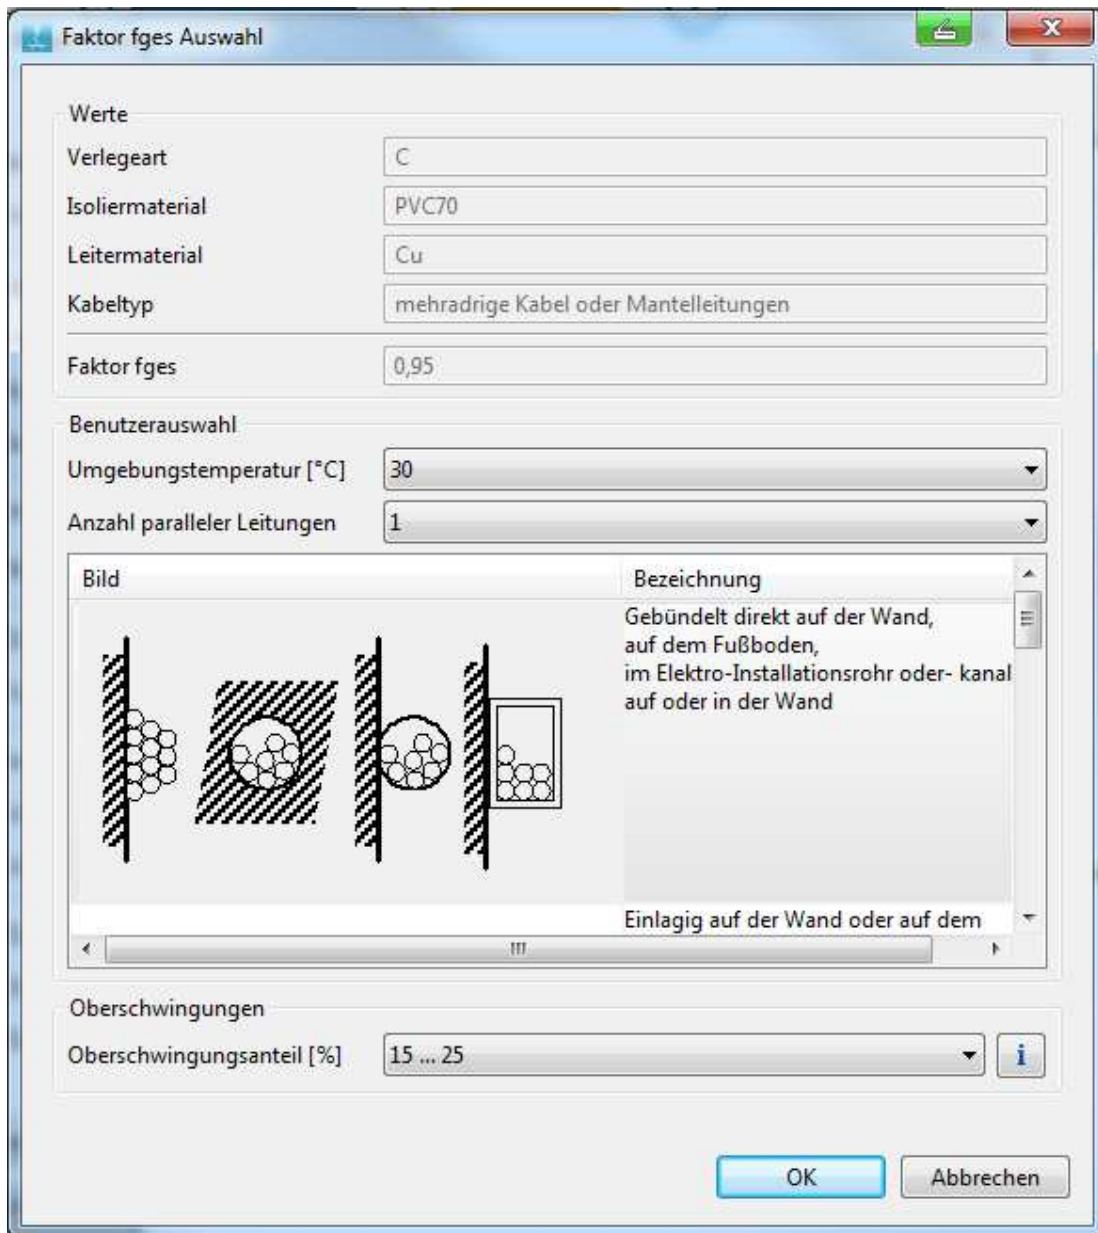 Faktor fges Auswahl
Werte
Verlegeart C
Isoliermaterial PVC70
Leitermaterial Cu
Kabeltyp mehradrige Kabel oder Mantelleitungen
Faktor fges 0,95
Benutzerauswahl
Umgebungstemperatur [°C] 30
Anzahl paralleler Leitungen 1
Bild Bezeichnung
Gebündelt direkt auf der Wand,
auf dem Fußboden,
im Elektro-Installationsrohr oder- kanal
auf oder in der Wand
Einlagig auf der Wand oder auf dem
Oberschwingungen
Oberschwingungsanteil [%] 15 ... 25 i
OK Abbrechen